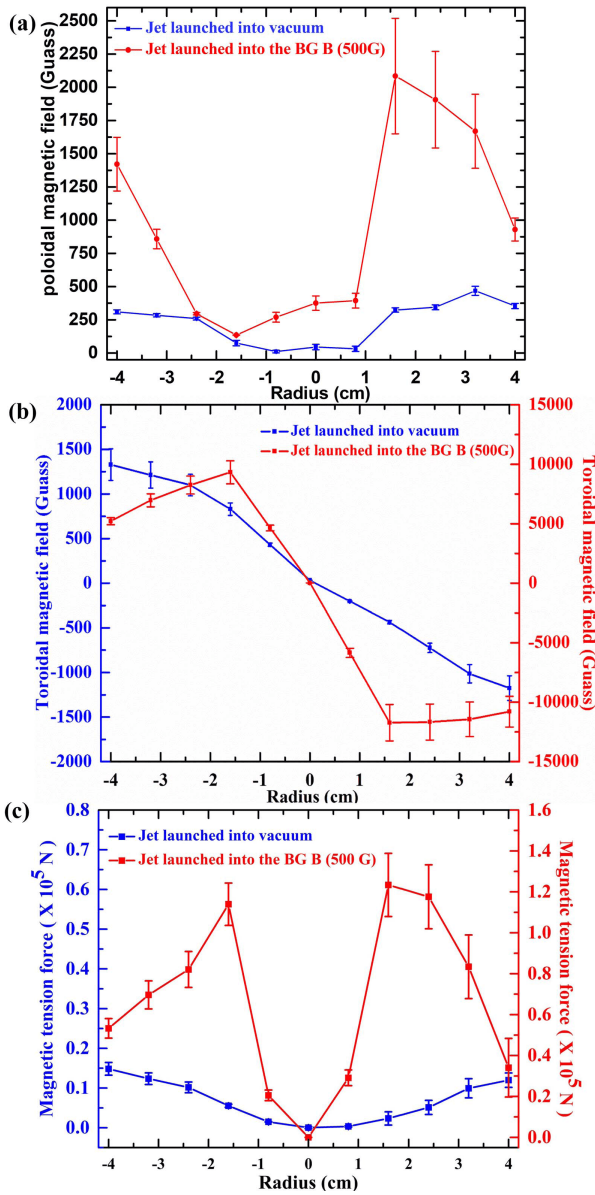 (a)
2500
2250
2000
1750
1500
1250
1000
750
500
250
0
poloidal magnetic field (Guass)
Jet launched into vacuum
Jet launched into the BG B (500G)
-4 -3 -2 -1 0 1 2 3 4
Radius (cm)
(b)
2000
1500
1000
500
0
-500
-1000
-1500
-2000
Toroidal magnetic field (Guass)
Jet launched into vacuum
Jet launched into the BG B (500G)
15000
10000
5000
0
-5000
-10000
-15000
Toroidal magnetic field (Guass)
-4 -3 -2 -1 0 1 2 3 4
Radius (cm)
(c)
0.8
0.7
0.6
0.5
0.4
0.3
0.2
0.1
0.0
Magnetic tension force ( X 10⁵ N )
Jet launched into vacuum
Jet launched into the BG B (500 G)
1.6
1.4
1.2
1.0
0.8
0.6
0.4
0.2
0.0
Magnetic tension force ( X 10⁵ N )
-4 -3 -2 -1 0 1 2 3 4
Radius (cm)